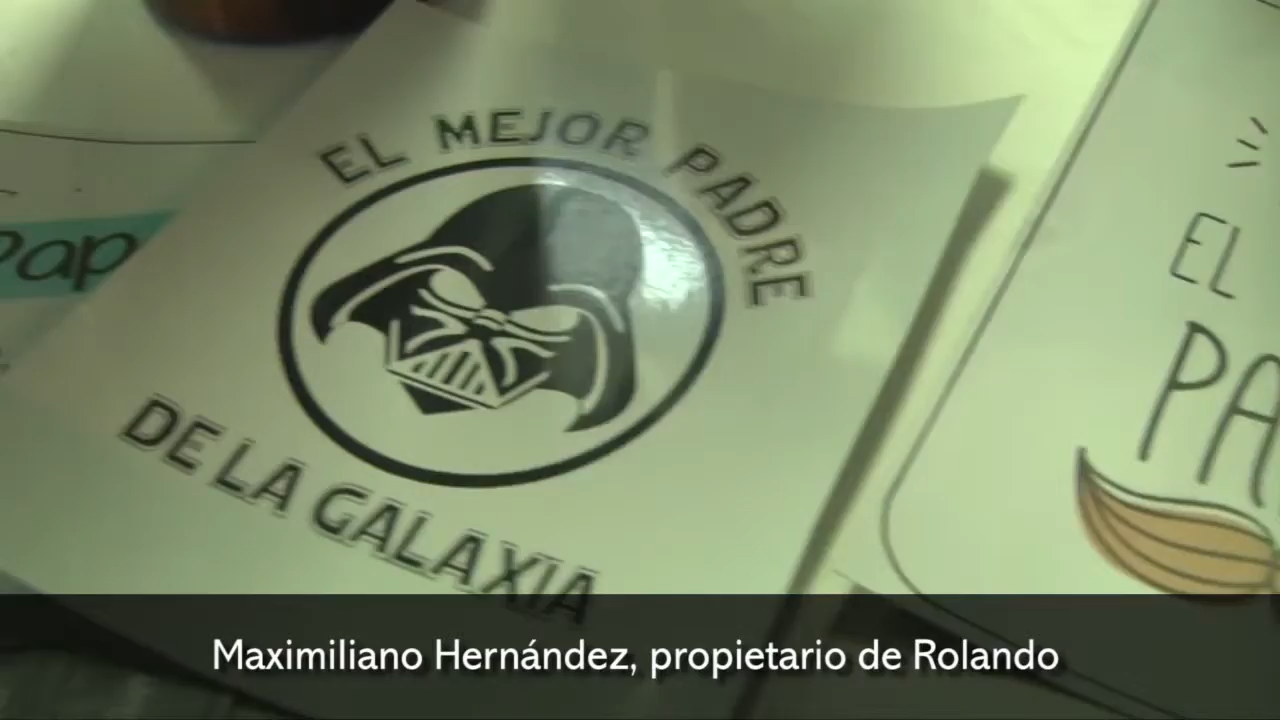 EL MEJOR PADRE
DE LA GALAXIA
Pap
EL
PA
Maximiliano Hernández, propietario de Rolando